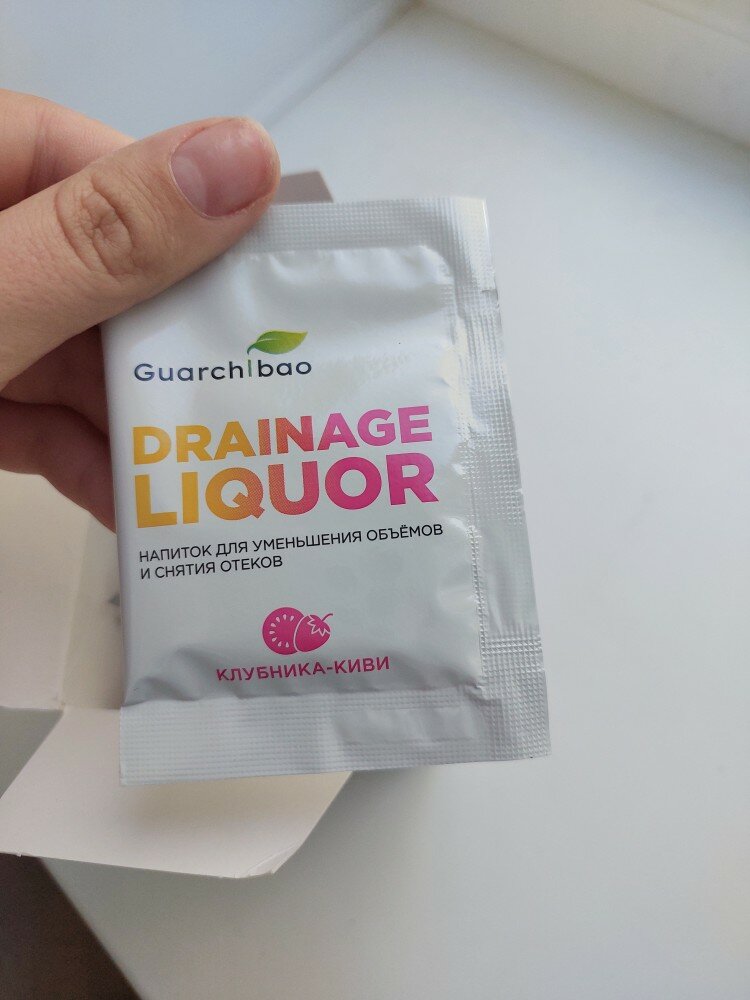 Guarchibao
DRAINAGE
LIQUOR
НАПИТОК ДЛЯ УМЕНЬШЕНИЯ ОБЪЁМОВ
И СНЯТИЯ ОТЕКОВ
КЛУБНИКА-КИВИ